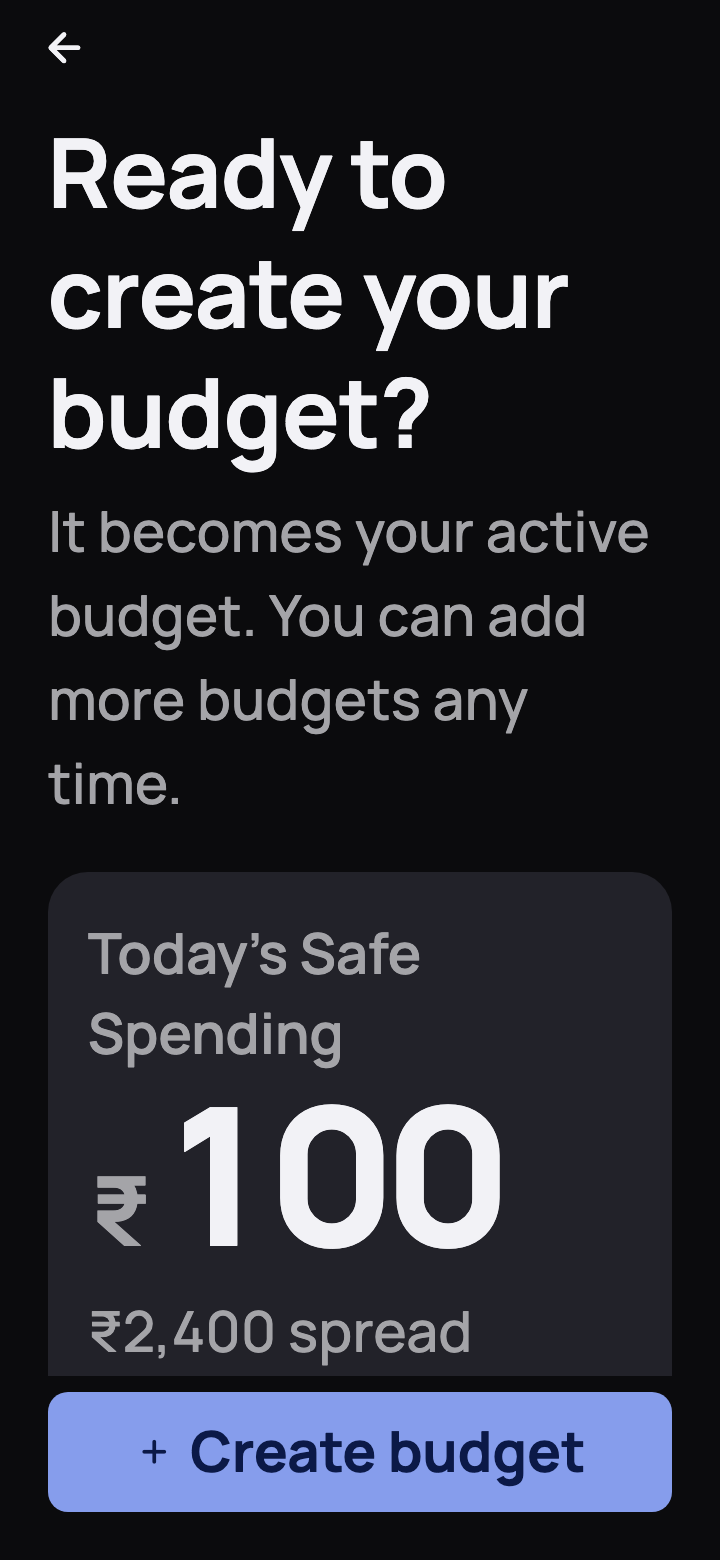 Ready to
create your
budget?
It becomes your active
budget. You can add
more budgets any
time.
Today’s Safe
Spending
₹ 100
₹2,400 spread
+ Create budget